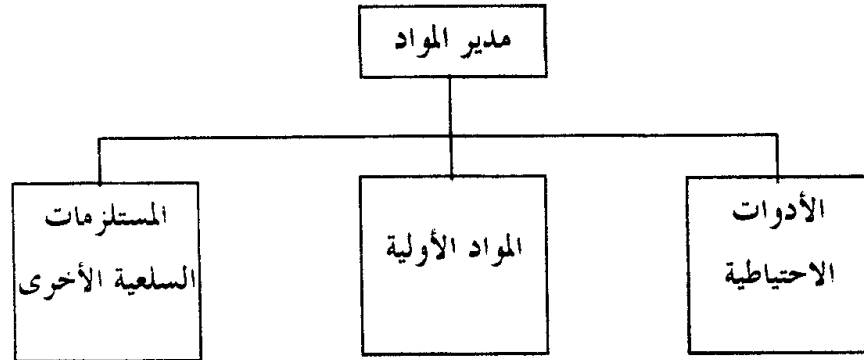 مدير المواد
الأدوات
الاحتياطية
المواد الأولية
المستلزمات
السلعية الأخرى